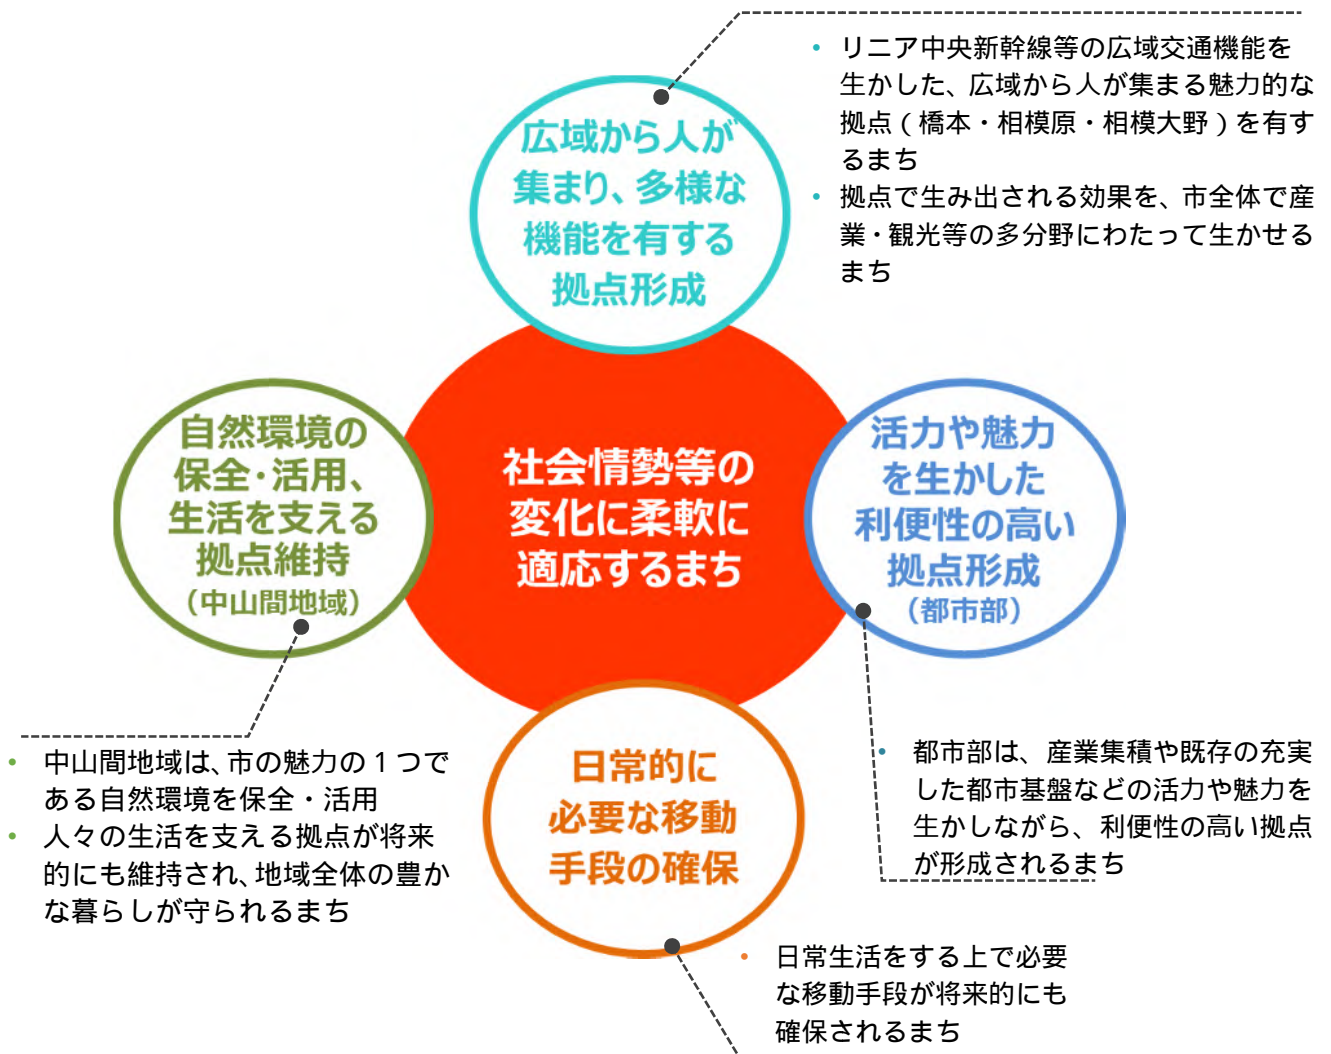 • リニア中央新幹線等の広域交通機能を
生かした、広域から人が集まる魅力的な
拠点(橋本・相模原・相模大野)を有す
るまち
• 拠点で生み出される効果を、市全体で産
業・観光等の多分野にわたって生かせる
まち
広域から人が
集まり、多様な
機能を有する
拠点形成
自然環境の
保全・活用、
生活を支える
拠点維持
(中山間地域)
社会情勢等の
変化に柔軟に
適応するまち
活力や魅力
を生かした
利便性の高い
拠点形成
(都市部)
• 中山間地域は、市の魅力の1つで
ある自然環境を保全・活用
• 人々の生活を支える拠点が将来
的にも維持され、地域全体の豊か
な暮らしが守られるまち
日常的に
必要な移動
手段の確保
• 都市部は、産業集積や既存の充実
した都市基盤などの活力や魅力を
生かしながら、利便性の高い拠点
が形成されるまち
• 日常生活をする上で必要
な移動手段が将来的にも
確保されるまち